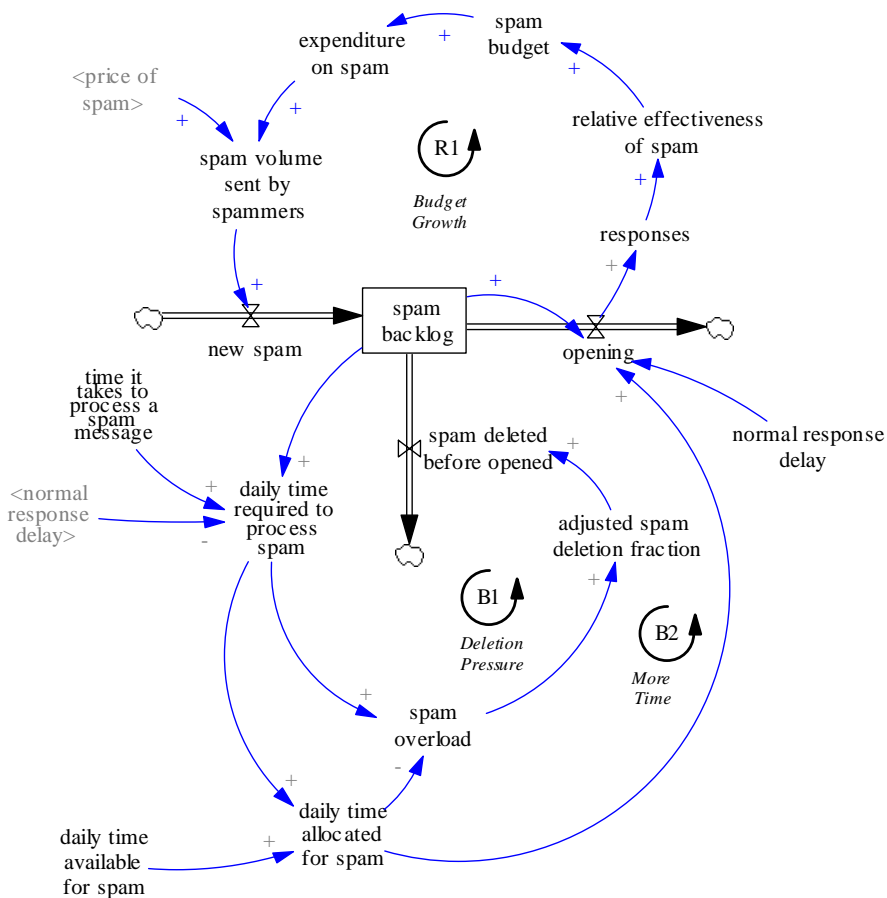 spam
budget
expenditure
on spam
+
+
<price of
spam>
+
+
relative effectiveness
of spam
spam volume
sent by
spammers
R1
Budget
Growth
+
responses
+
+
+
spam
backlog
new spam
opening
time it
takes to
process a
spam
message
+
normal response
delay
spam deleted
before opened
+
+
<normal
response
delay>
+
-
daily time
required to
process
spam
adjusted spam
deletion fraction
+
B1
Deletion
Pressure
B2
More
Time
+
spam
overload
-
+
daily time
allocated
for spam
daily time
available
for spam
+